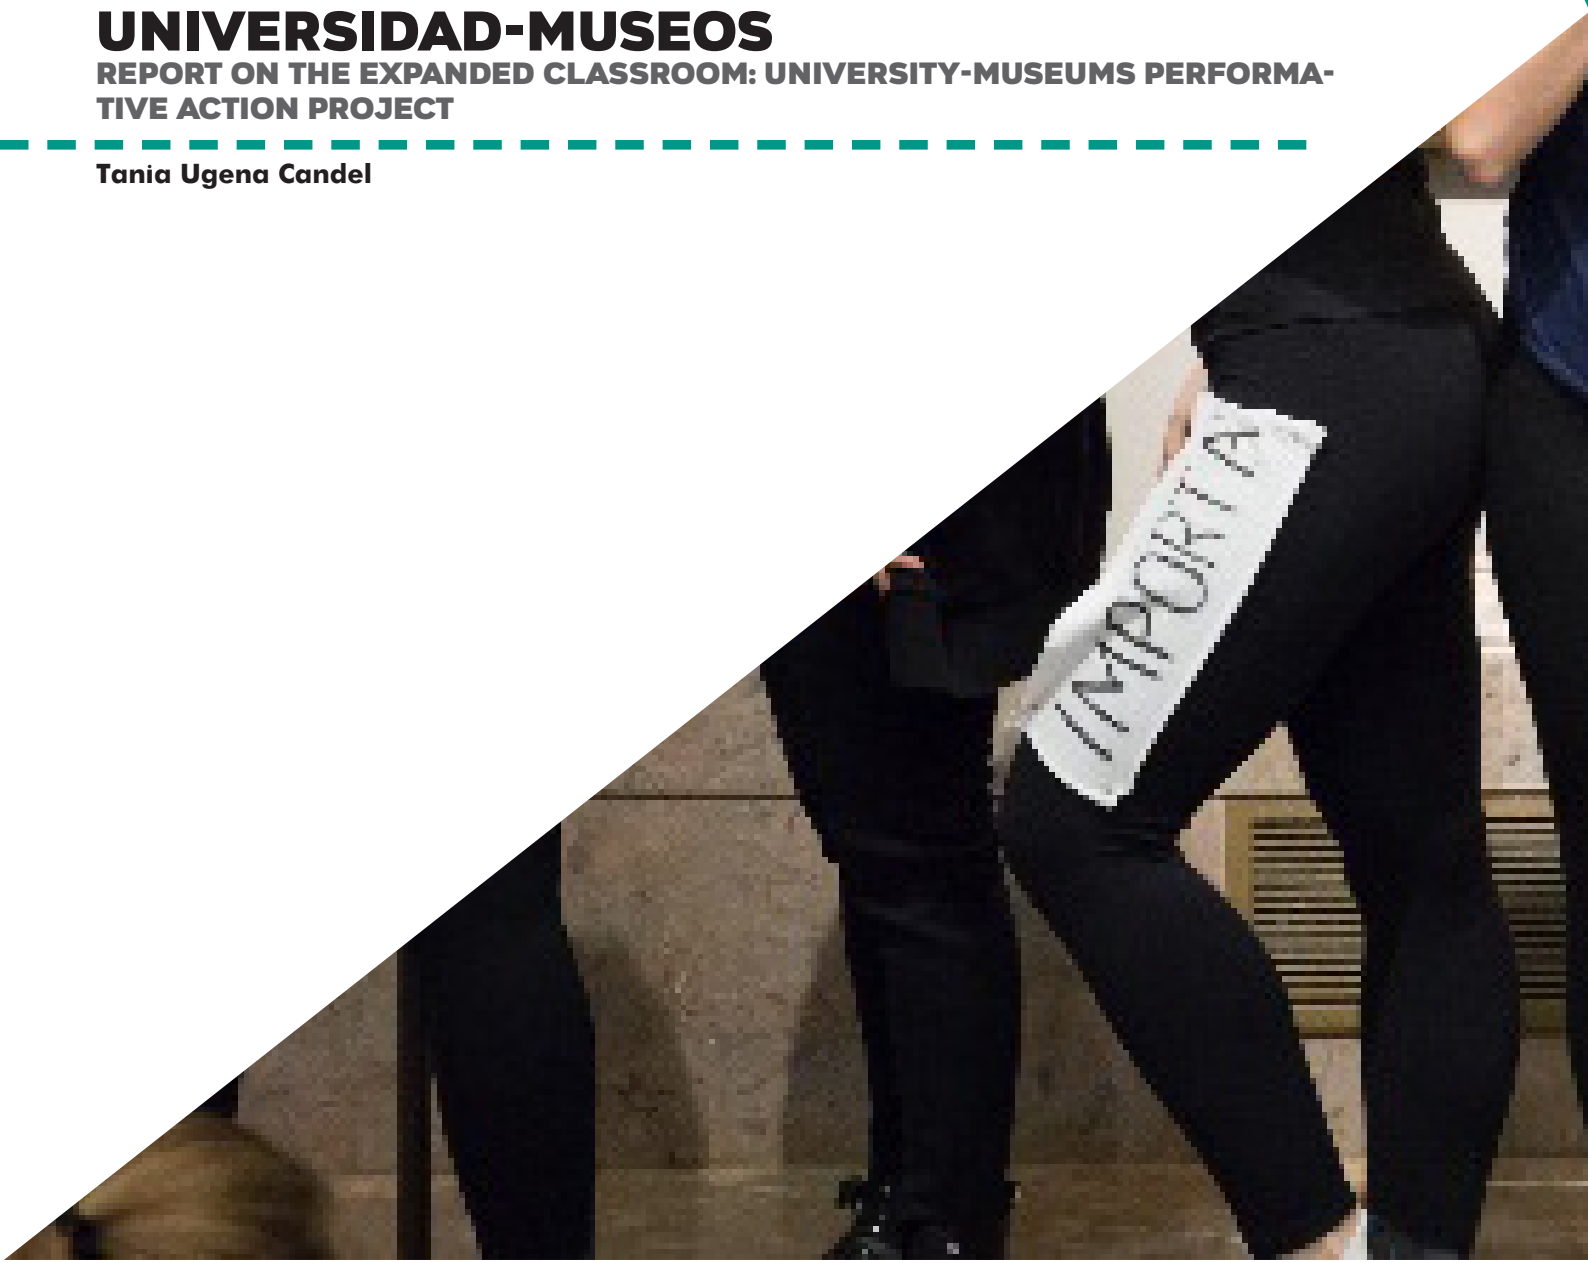 UNIVERSIDAD-MUSEOS
REPORT ON THE EXPANDED CLASSROOM: UNIVERSITY-MUSEUMS PERFORMA-
TIVE ACTION PROJECT
Tania Ugena Candel
IMPORTA